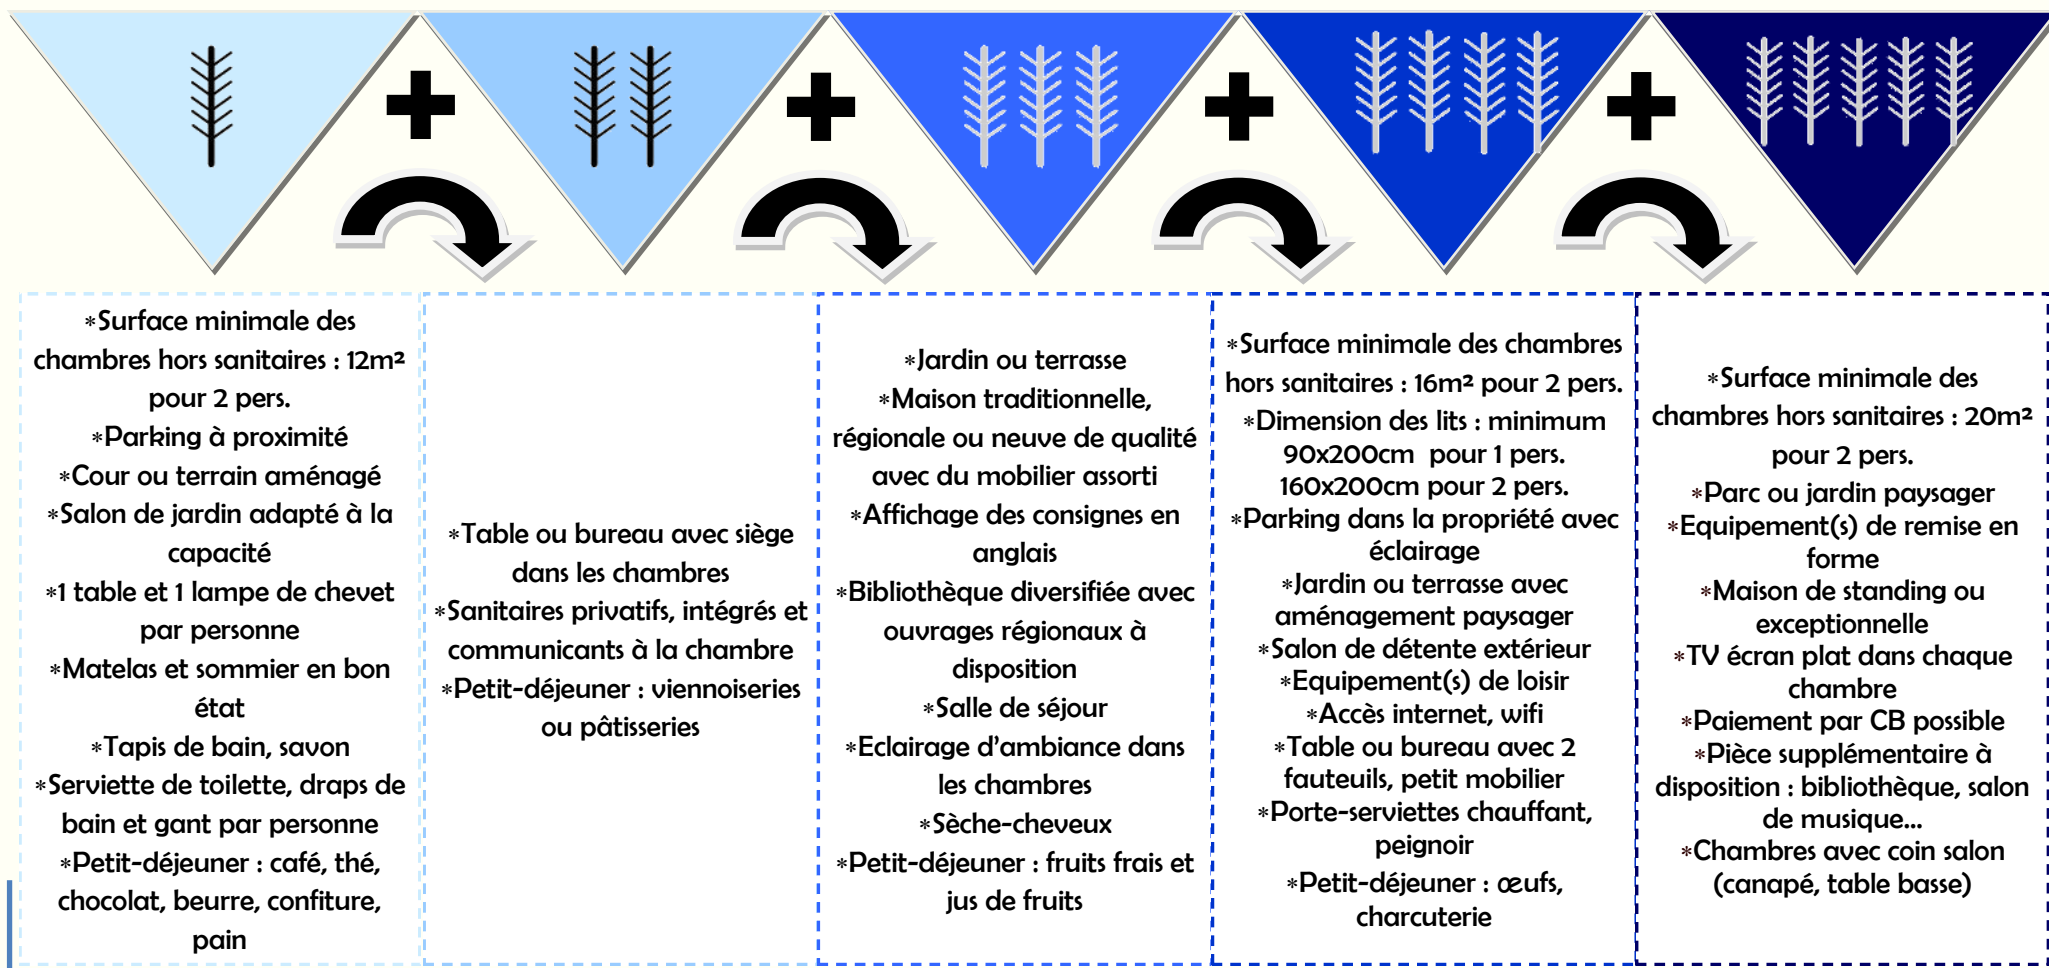 *Surface minimale des
chambres hors sanitaires : 12m²
pour 2 pers.
*Parking à proximité
*Cour ou terrain aménagé
*Salon de jardin adapté à la
capacité
*1 table et 1 lampe de chevet
par personne
*Matelas et sommier en bon
état
*Tapis de bain, savon
*Serviette de toilette, draps de
bain et gant par personne
*Petit-déjeuner : café, thé,
chocolat, beurre, confiture,
pain
*Table ou bureau avec siège
dans les chambres
*Sanitaires privatifs, intégrés et
communicants à la chambre
*Petit-déjeuner : viennoiseries
ou pâtisseries
*Jardin ou terrasse
*Maison traditionnelle,
régionale ou neuve de qualité
avec du mobilier assorti
*Affichage des consignes en
anglais
*Bibliothèque diversifiée avec
ouvrages régionaux à
disposition
*Salle de séjour
*Eclairage d'ambiance dans
les chambres
*Sèche-cheveux
*Petit-déjeuner : fruits frais et
jus de fruits
*Surface minimale des chambres
hors sanitaires : 16m² pour 2 pers.
*Dimension des lits : minimum
90x200cm pour 1 pers.
160x200cm pour 2 pers.
*Parking dans la propriété avec
éclairage
*Jardin ou terrasse avec
aménagement paysager
*Salon de détente extérieur
*Equipement(s) de loisir
*Accès internet, wifi
*Table ou bureau avec 2
fauteuils, petit mobilier
*Porte-serviettes chauffant,
peignoir
*Petit-déjeuner : œufs,
charcuterie
*Surface minimale des
chambres hors sanitaires : 20m²
pour 2 pers.
*Parc ou jardin paysager
*Equipement(s) de remise en
forme
*Maison de standing ou
exceptionnelle
*TV écran plat dans chaque
chambre
*Paiement par CB possible
*Pièce supplémentaire à
disposition : bibliothèque, salon
de musique...
*Chambres avec coin salon
(canapé, table basse)